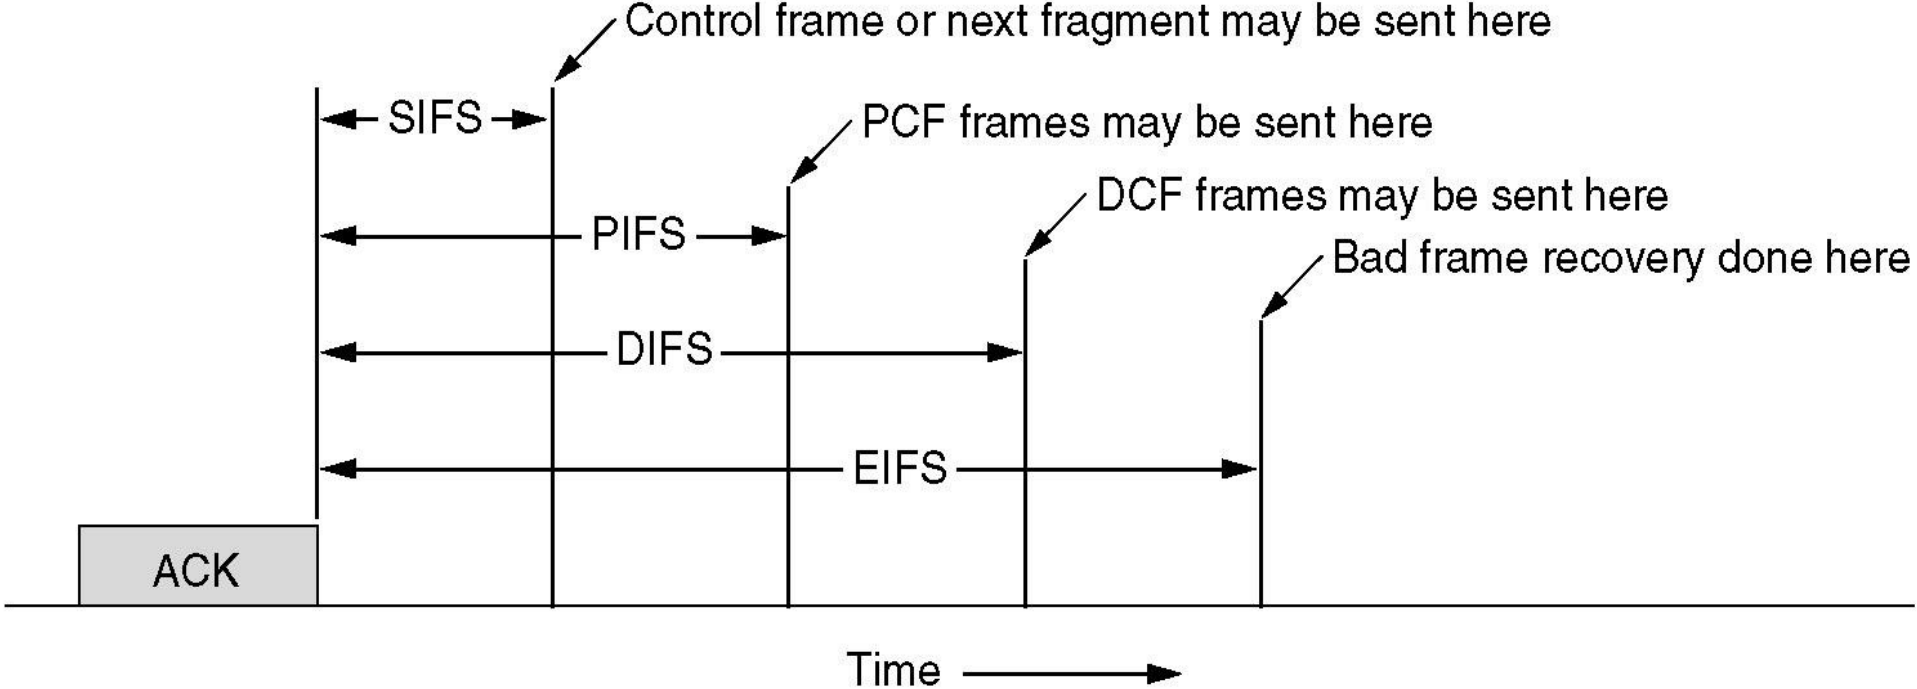 Control frame or next fragment may be sent here
SIFS
PCF frames may be sent here
DCF frames may be sent here
PIFS
Bad frame recovery done here
DIFS
EIFS
ACK
Time